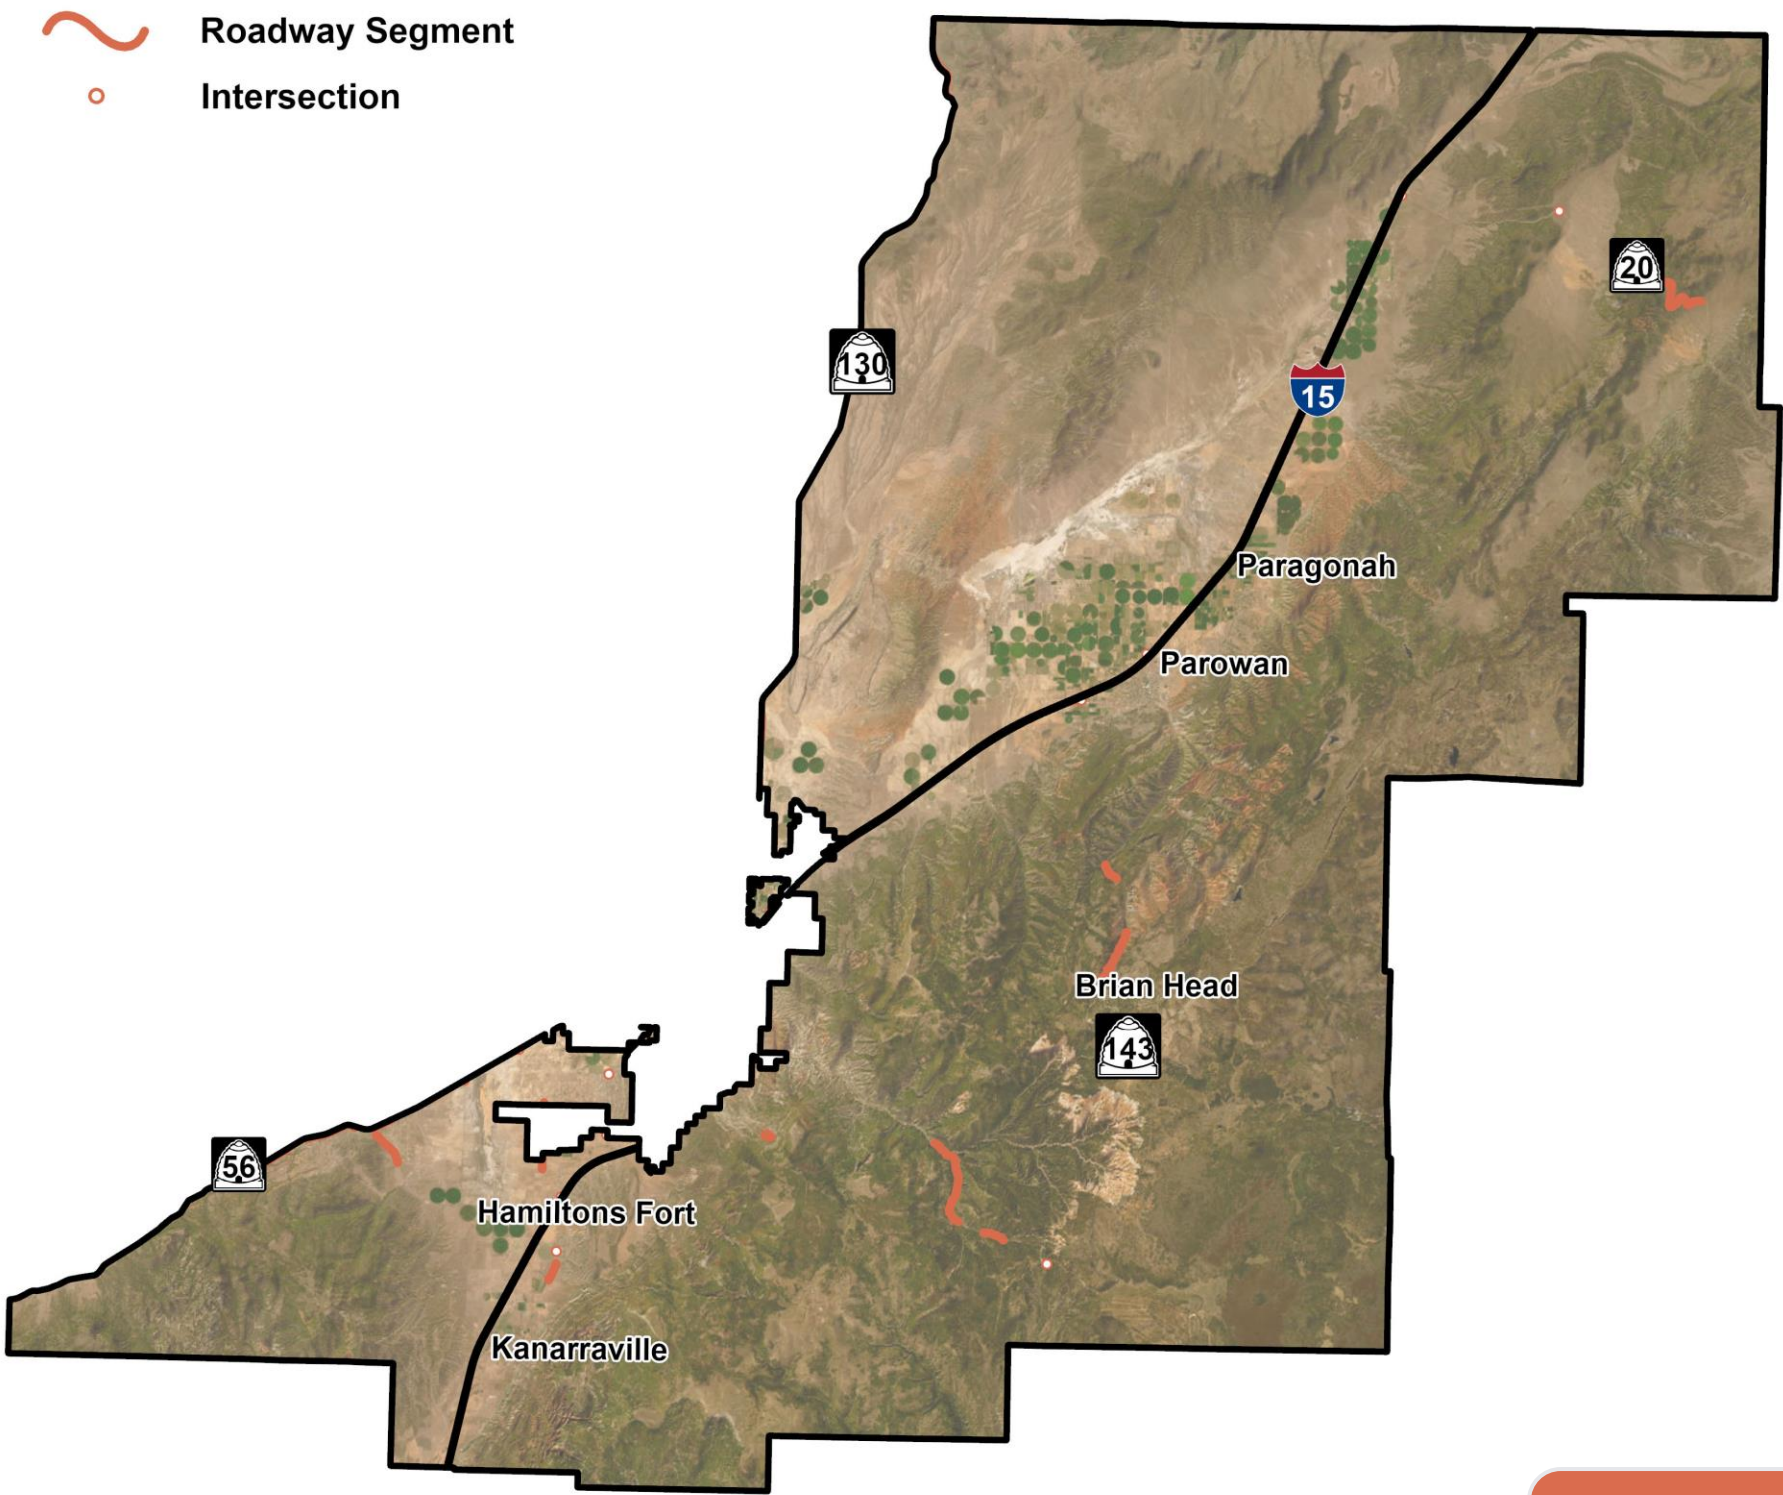 Roadway Segment
Intersection
20
130
15
Paragonah
Parowan
Brian Head
143
56
Hamiltons Fort
Kanarraville